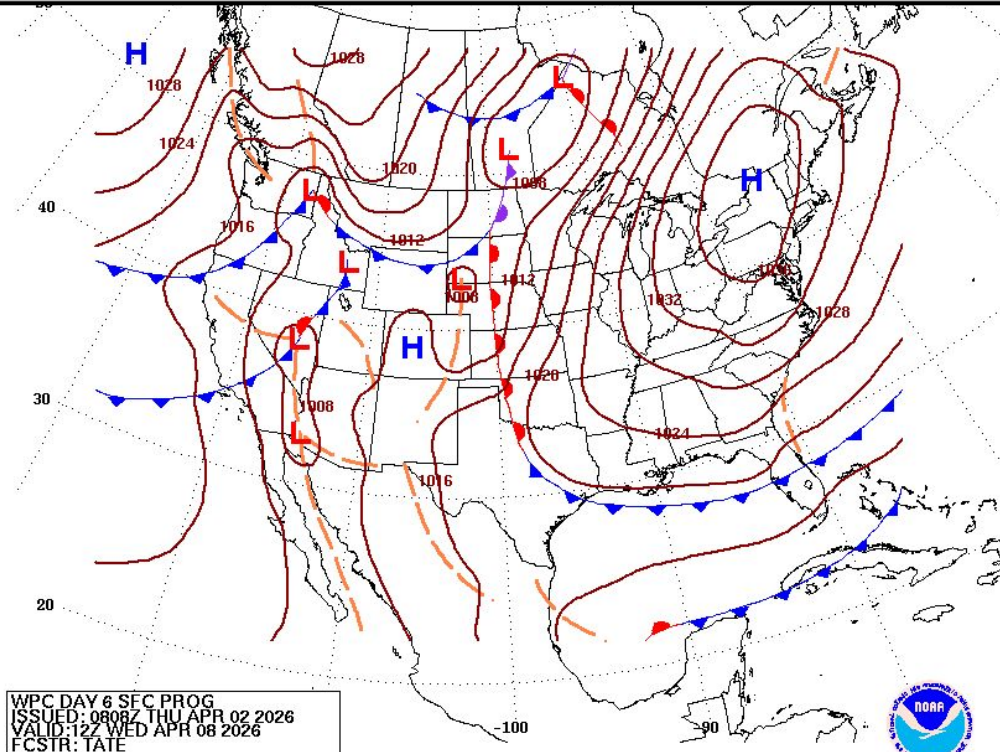 H
1028
1028
L
1024
L
1020
1008
H
40
L
1016
1012
L
L
1012
1008
1032
1028
L
H
1020
30
1008
L
1024
1016
20
WPC DAY 6 SFC PROG
ISSUED: 0808Z THU APR 02 2026
VALID:12Z WED APR 08 2026
FCSTR: TATE
-100
-90
NOAA